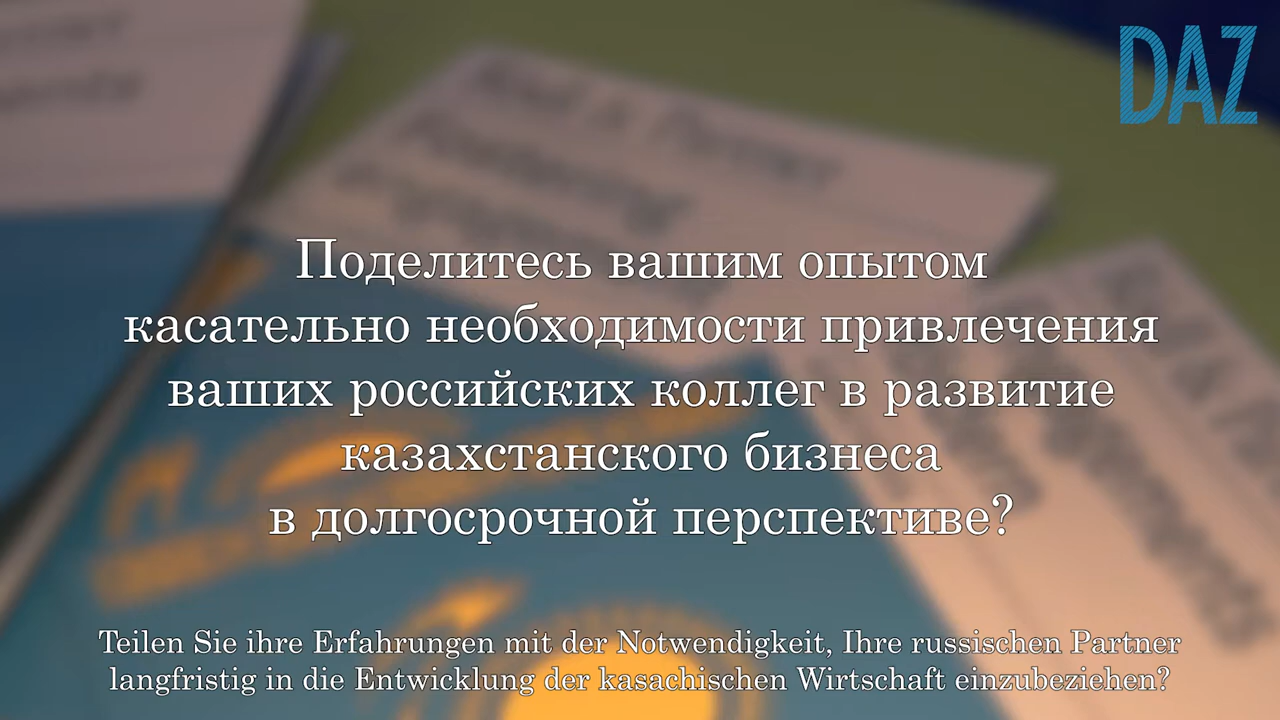 DAZ
Поделитесь вашим опытом
касательно необходимости привлечения
ваших российских коллег в развитие
казахстанского бизнеса
в долгосрочной перспективе?
Teilen Sie ihre Erfahrungen mit der Notwendigkeit, Ihre russischen Partner
langfristig in die Entwicklung der kasachischen Wirtschaft einzubeziehen?